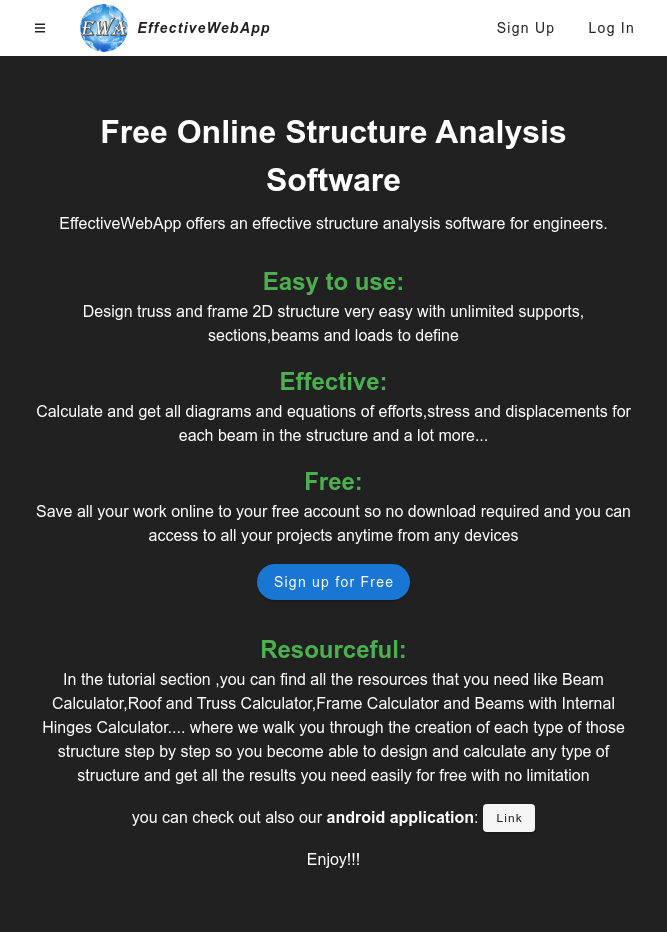 ≡ EWA EffectiveWebApp Sign Up Log In
Free Online Structure Analysis
Software
EffectiveWebApp offers an effective structure analysis software for engineers.
Easy to use:
Design truss and frame 2D structure very easy with unlimited supports,
sections,beams and loads to define
Effective:
Calculate and get all diagrams and equations of efforts,stress and displacements for
each beam in the structure and a lot more...
Free:
Save all your work online to your free account so no download required and you can
access to all your projects anytime from any devices
Sign up for Free
Resourceful:
In the tutorial section ,you can find all the resources that you need like Beam
Calculator,Roof and Truss Calculator,Frame Calculator and Beams with Internal
Hinges Calculator.... where we walk you through the creation of each type of those
structure step by step so you become able to design and calculate any type of
structure and get all the results you need easily for free with no limitation
you can check out also our android application: Link
Enjoy!!!